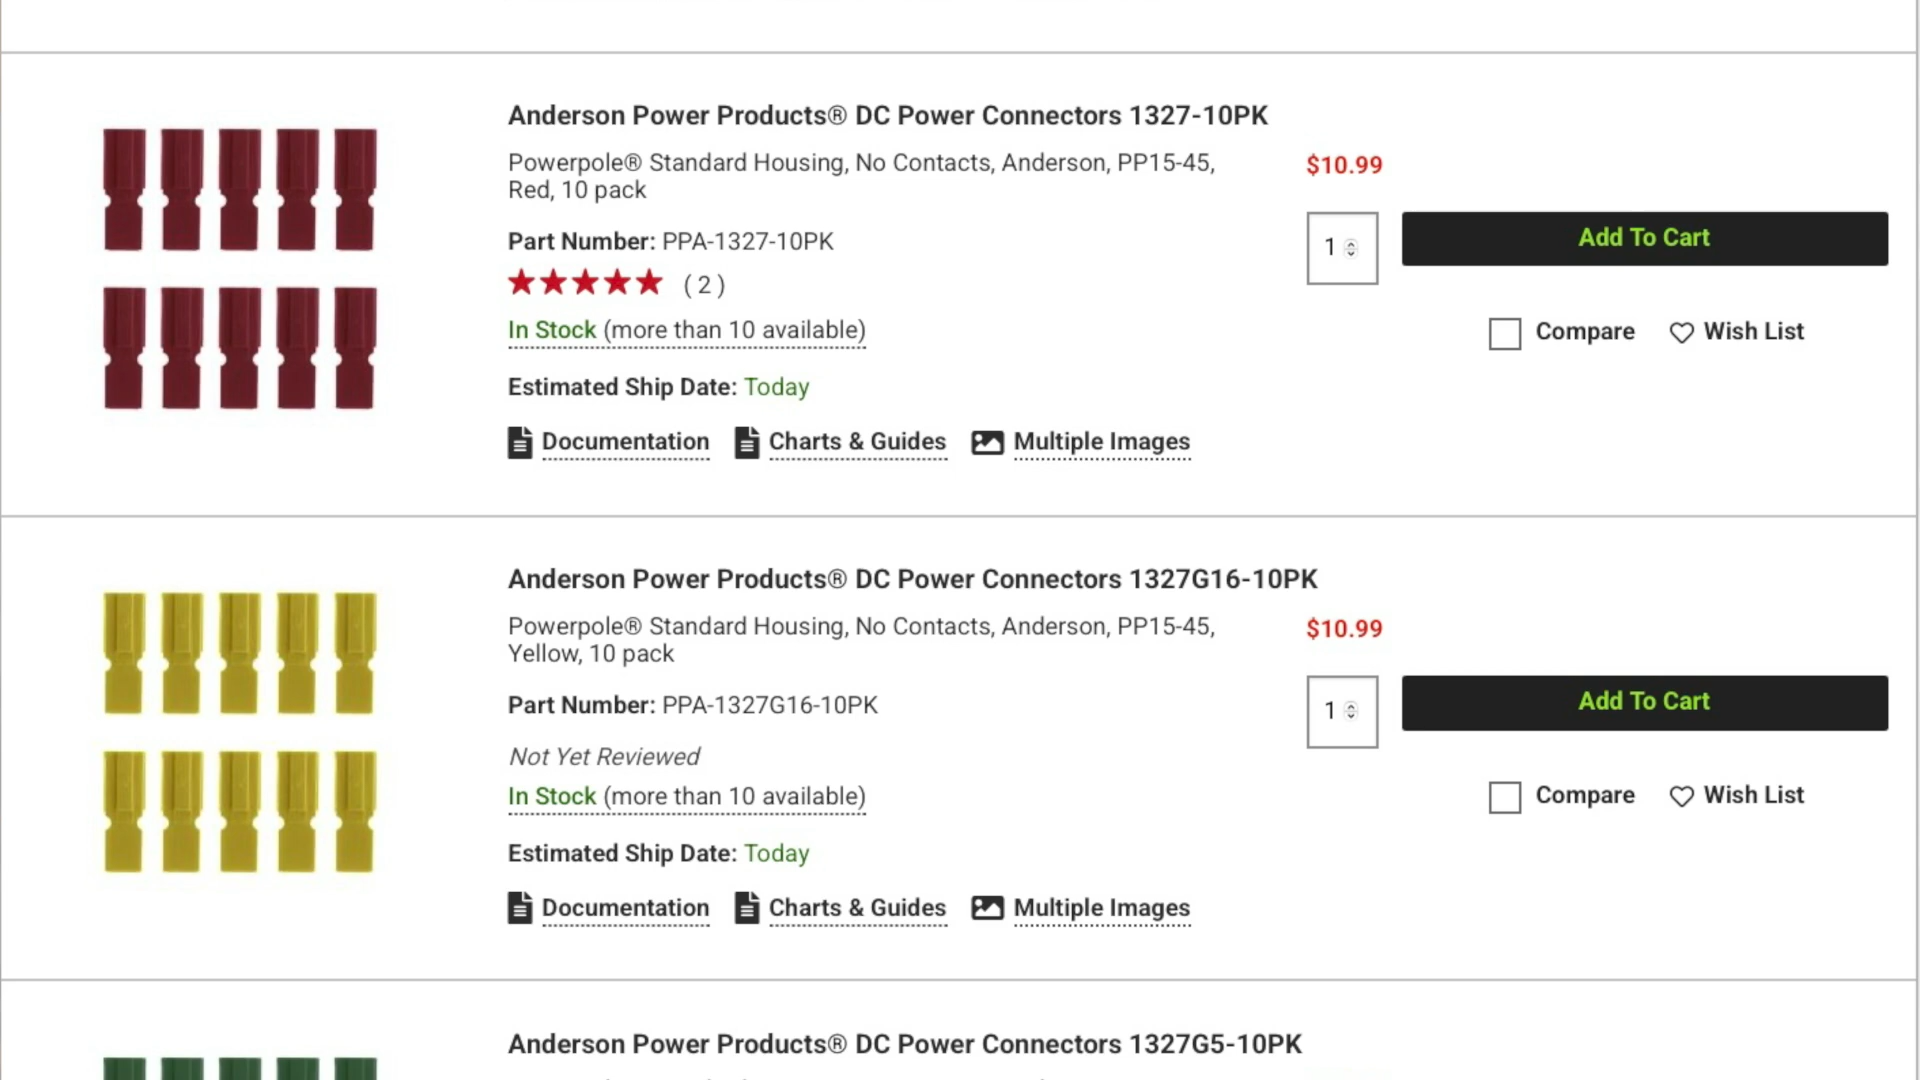 Anderson Power Products® DC Power Connectors 1327-10PK
Powerpole® Standard Housing, No Contacts, Anderson, PP15-45,
Red, 10 pack
$10.99
Part Number: PPA-1327-10PK
1
Add To Cart
( 2 )
In Stock (more than 10 available)
Compare
Wish List
Estimated Ship Date: Today
Documentation
Charts & Guides
Multiple Images
Anderson Power Products® DC Power Connectors 1327G16-10PK
Powerpole® Standard Housing, No Contacts, Anderson, PP15-45,
Yellow, 10 pack
$10.99
Part Number: PPA-1327G16-10PK
1
Add To Cart
Not Yet Reviewed
In Stock (more than 10 available)
Compare
Wish List
Estimated Ship Date: Today
Documentation
Charts & Guides
Multiple Images
Anderson Power Products® DC Power Connectors 1327G5-10PK